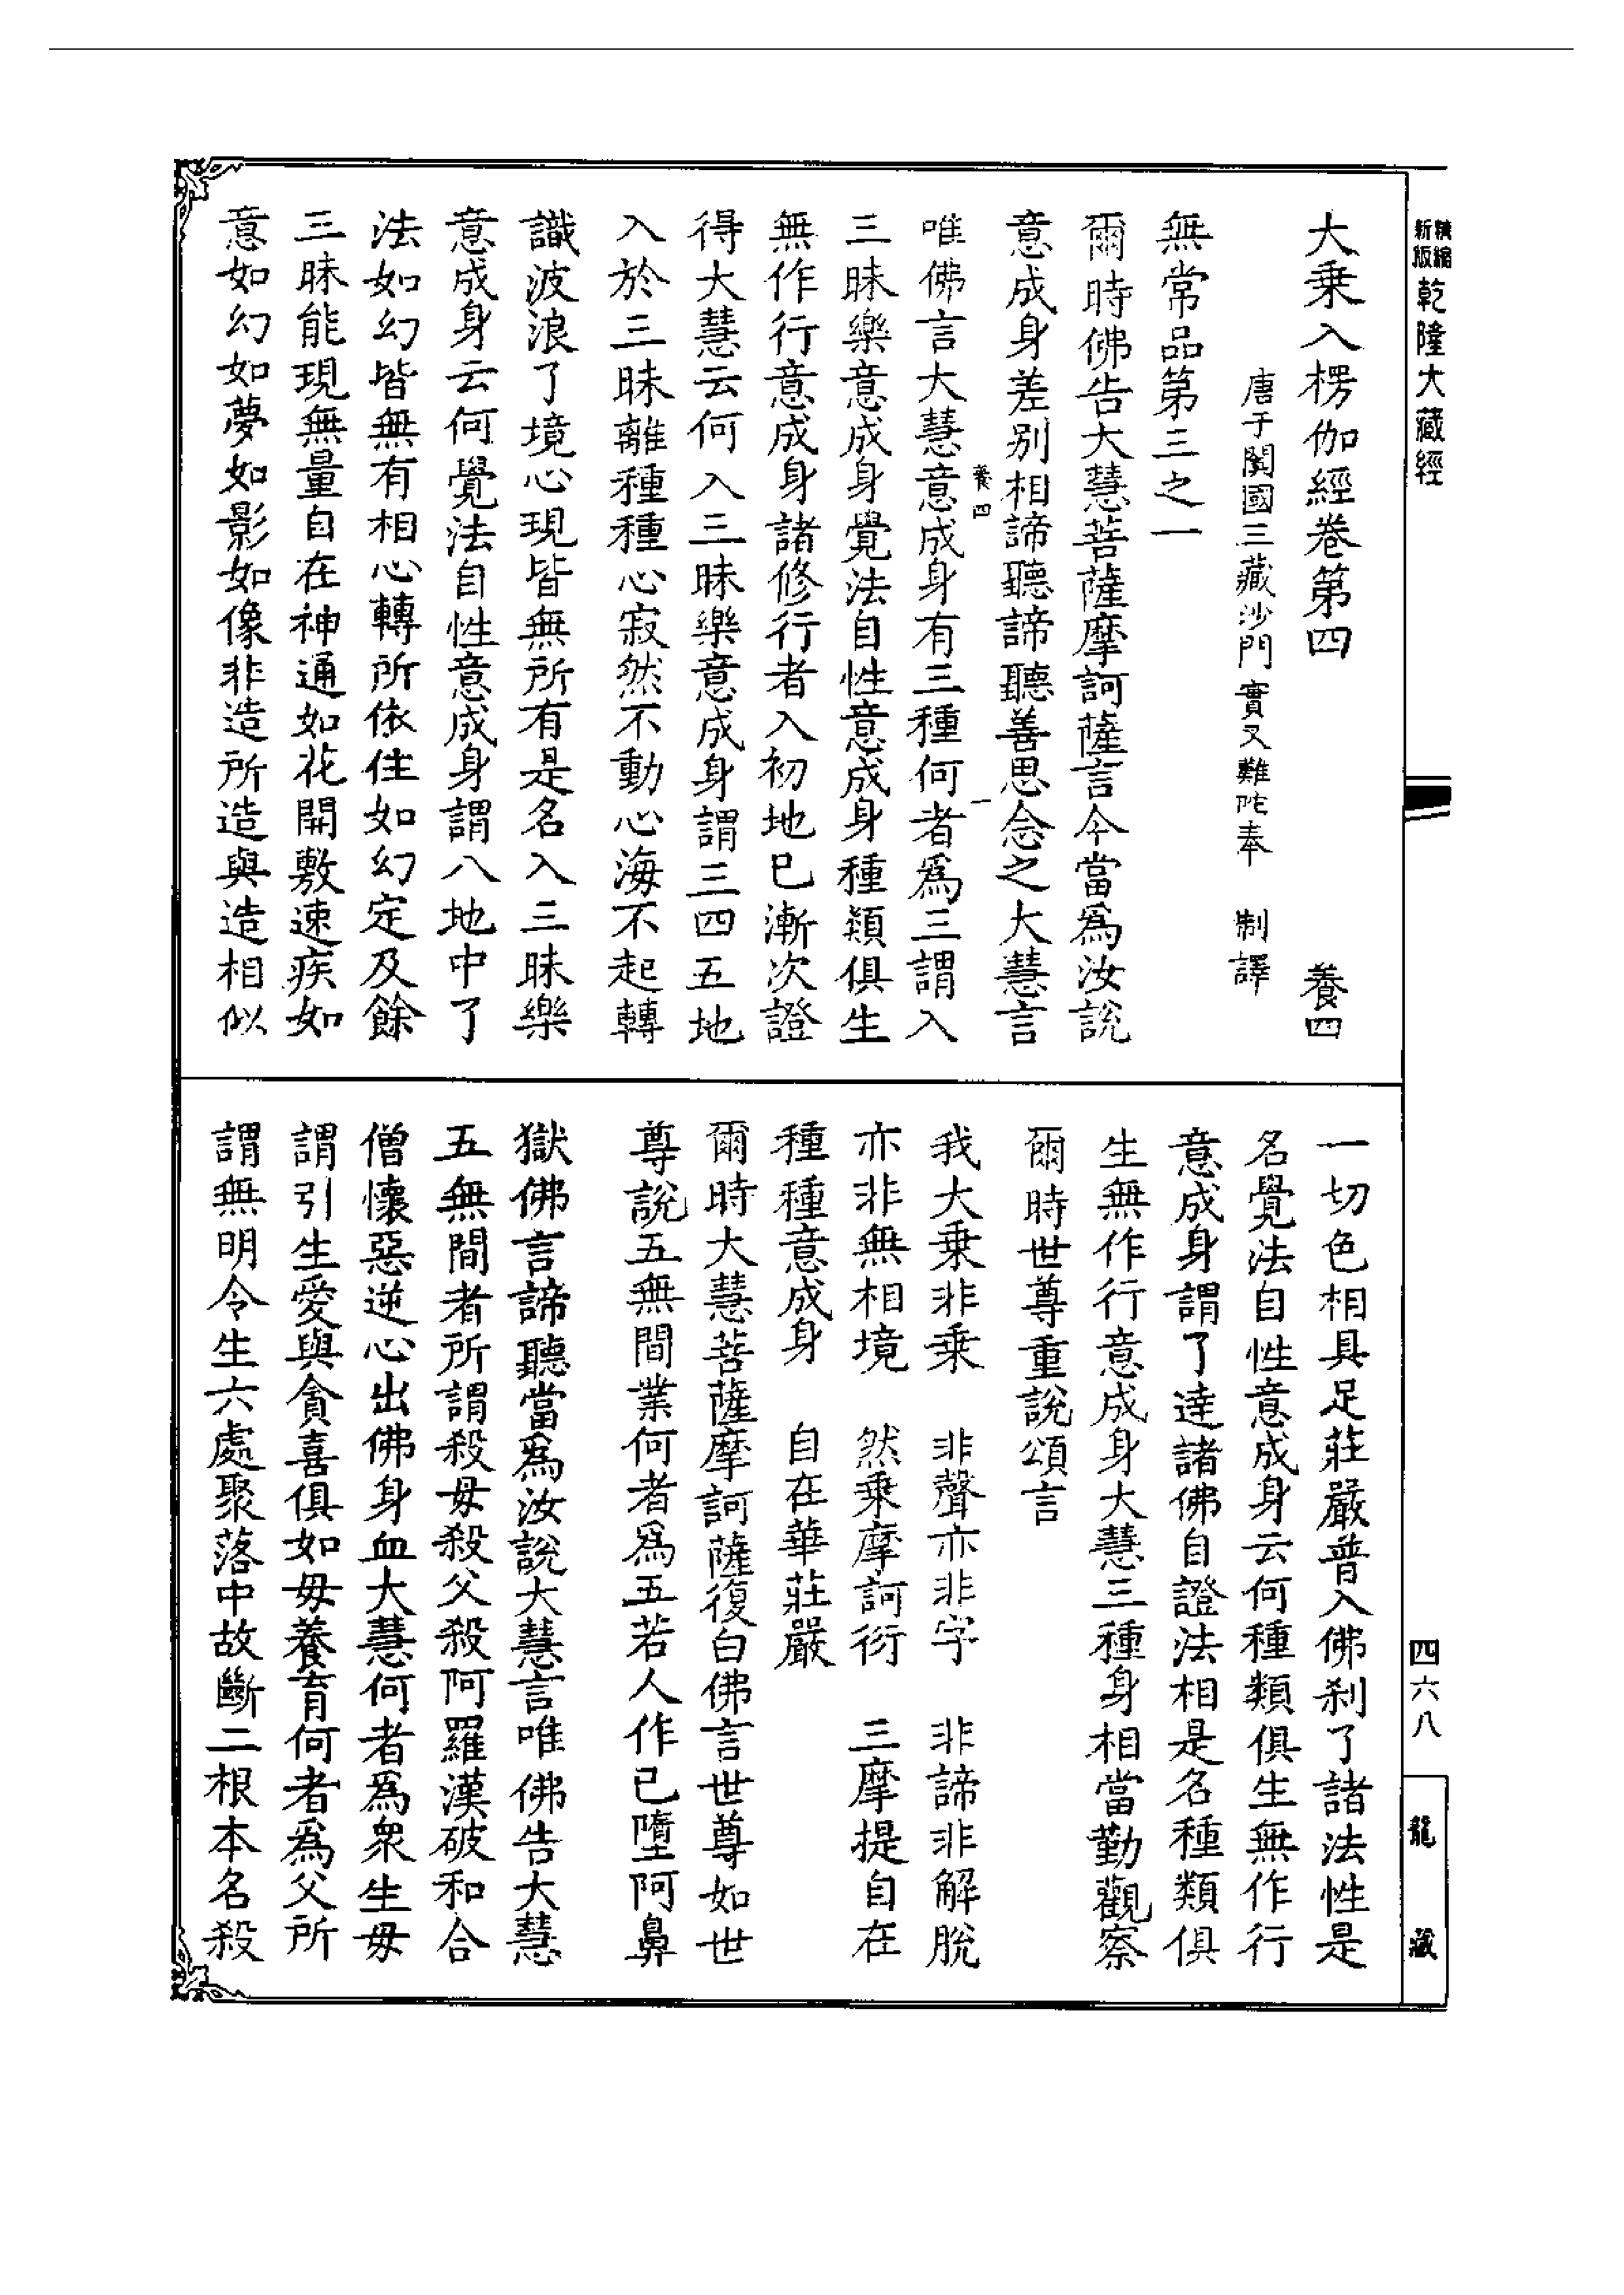 精縮
新版
乾隆大藏經
四六八
龍藏
大乘入楞伽經卷第四 養四
唐于闐國三藏沙門實叉難陀奉 制譯
無常品第三之一
爾時佛告大慧菩薩摩訶薩言今當爲汝說
意成身差別相諦聽諦聽善思念之大慧言
養四 一
唯佛言大慧意成身有三種何者爲三謂入
三昧樂意成身覺法自性意成身種類俱生
無作行意成身諸修行者入初地已漸次證
得大慧云何入三昧樂意成身謂三四五地
入於三昧離種種心寂然不動心海不起轉
識波浪了境心現皆無所有是名入三昧樂
意成身云何覺法自性意成身謂八地中了
法如幻皆無有相心轉所依住如幻定及餘
三昧能現無量自在神通如花開敷速疾如
意如幻如夢如影如像非造所造與造相似
一切色相具足莊嚴普入佛刹了諸法性是
名覺法自性意成身云何種類俱生無作行
意成身謂了達諸佛自證法相是名種類俱
生無作行意成身大慧三種身相當勤觀察
爾時世尊重說頌言
我大乘非乘 非聲亦非字 非諦非解脫
亦非無相境 然乘摩訶衍 三摩提自在
種種意成身 自在華莊嚴
爾時大慧菩薩摩訶薩復白佛言世尊如世
尊說五無間業何者爲五若人作已墮阿鼻
獄佛言諦聽當爲汝說大慧言唯佛告大慧
五無間者所謂殺母殺父殺阿羅漢破和合
僧懷惡逆心出佛身血大慧何者爲衆生母
謂引生愛與貪喜俱如母養育何者爲父所
謂無明令生六處聚落中故斷二根本名殺